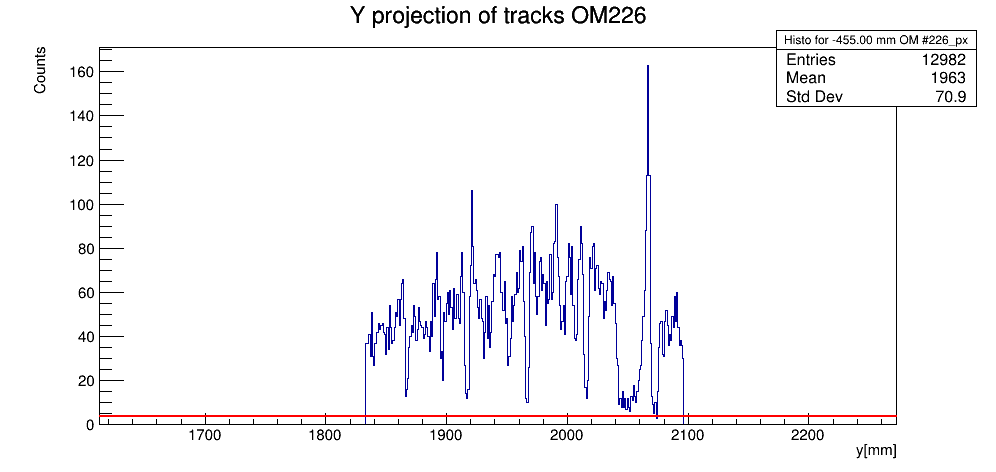 Y projection of tracks OM226
Histo for -455.00 mm OM #226_px
Entries 12982
Mean 1963
Std Dev 70.9
Counts
160
140
120
100
80
60
40
20
0
1700 1800 1900 2000 2100 2200
y[mm]